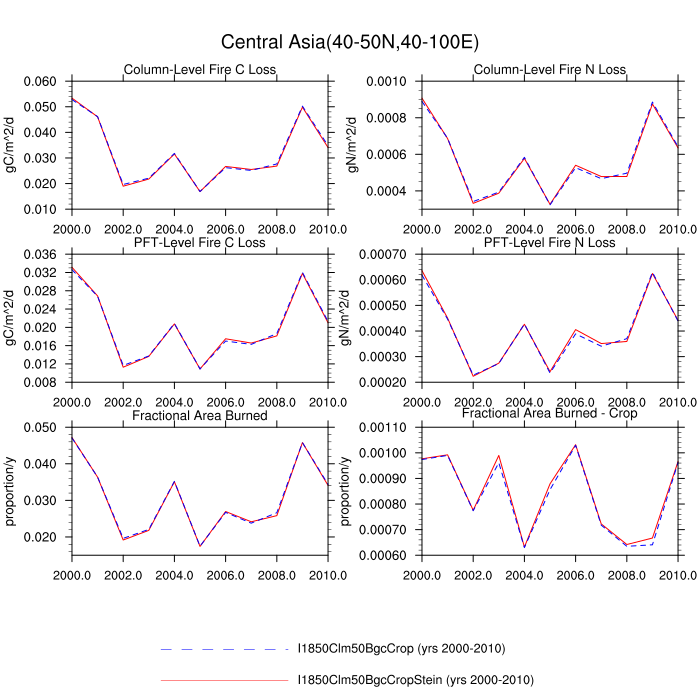 Central Asia(40-50N,40-100E)
Column-Level Fire C Loss
gC/m^2/d
0.060
0.050
0.040
0.030
0.020
0.010
2000.0 2002.0 2004.0 2006.0 2008.0 2010.0
Column-Level Fire N Loss
gN/m^2/d
0.0010
0.0008
0.0006
0.0004
2000.0 2002.0 2004.0 2006.0 2008.0 2010.0
PFT-Level Fire C Loss
gC/m^2/d
0.036
0.032
0.028
0.024
0.020
0.016
0.012
0.008
2000.0 2002.0 2004.0 2006.0 2008.0 2010.0
PFT-Level Fire N Loss
gN/m^2/d
0.00070
0.00060
0.00050
0.00040
0.00030
0.00020
2000.0 2002.0 2004.0 2006.0 2008.0 2010.0
Fractional Area Burned
proportion/y
0.050
0.040
0.030
0.020
2000.0 2002.0 2004.0 2006.0 2008.0 2010.0
Fractional Area Burned - Crop
proportion/y
0.00110
0.00100
0.00090
0.00080
0.00070
0.00060
2000.0 2002.0 2004.0 2006.0 2008.0 2010.0
I1850Clm50BgcCrop (yrs 2000-2010)
I1850Clm50BgcCropStein (yrs 2000-2010)